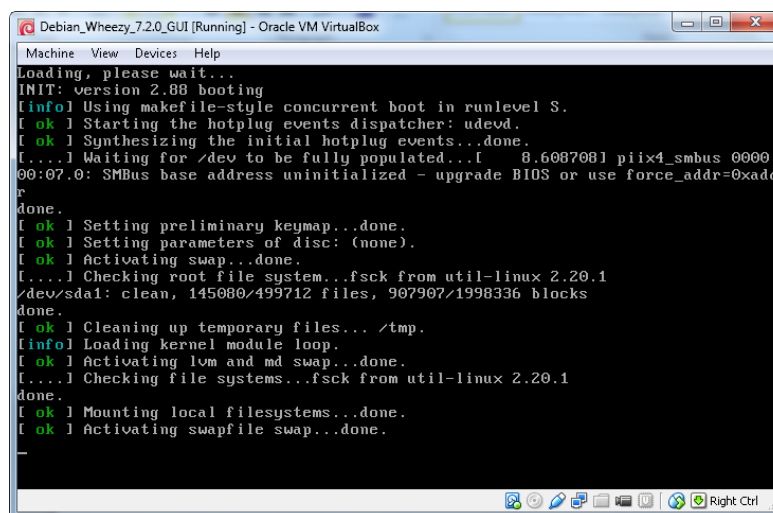 Debian_Wheezy_7.2.0_GUI [Running] - Oracle VM VirtualBox
Machine View Devices Help
Loading, please wait...
INIT: version 2.88 booting
[info] Using makefile-style concurrent boot in runlevel S.
[ ok ] Starting the hotplug events dispatcher: udevd.
[ ok ] Synthesizing the initial hotplug events...done.
[....] Waiting for /dev to be fully populated...[    8.608708] piix4_smbus 0000
00:07.0: SMBus base address uninitialized - upgrade BIOS or use force_addr=0xadd
r
done.
[ ok ] Setting preliminary keymap...done.
[ ok ] Setting parameters of disc: (none).
[ ok ] Activating swap...done.
[....] Checking root file system...fsck from util-linux 2.20.1
/dev/sda1: clean, 145080/499712 files, 907907/1998336 blocks
done.
[ ok ] Cleaning up temporary files... /tmp.
[info] Loading kernel module loop.
[ ok ] Activating lvm and md swap...done.
[....] Checking file systems...fsck from util-linux 2.20.1
done.
[ ok ] Mounting local filesystems...done.
[ ok ] Activating swapfile swap...done.
Right Ctrl